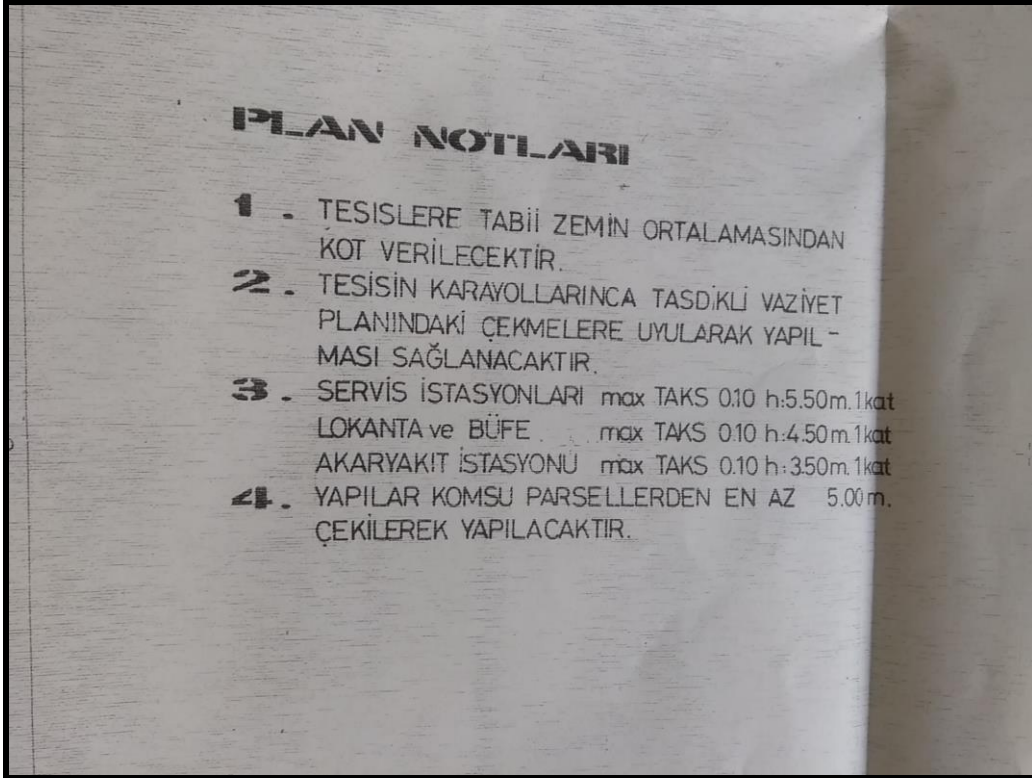 PLAN NOTLARI
1. TESISLERE TABİİ ZEMİN ORTALAMASINDAN
KOT VERİLECEKTİR.
2. TESİSİN KARAYOLLARINCA TASDİKLİ VAZİYET
PLANINDAKİ ÇEKMELERE UYULARAK YAPIL-
MASI SAĞLANACAKTIR.
3. SERVİS İSTASYONLARI max TAKS 0.10 h:5.50m.1kat
LOKANTA ve BÜFE max TAKS 0.10 h:4.50m.1kat
AKARYAKIT İSTASYONU max TAKS 0.10 h:3.50m.1kat
4. YAPILAR KOMSU PARSELLERDEN EN AZ 5.00m.
ÇEKİLEREK YAPILACAKTIR.